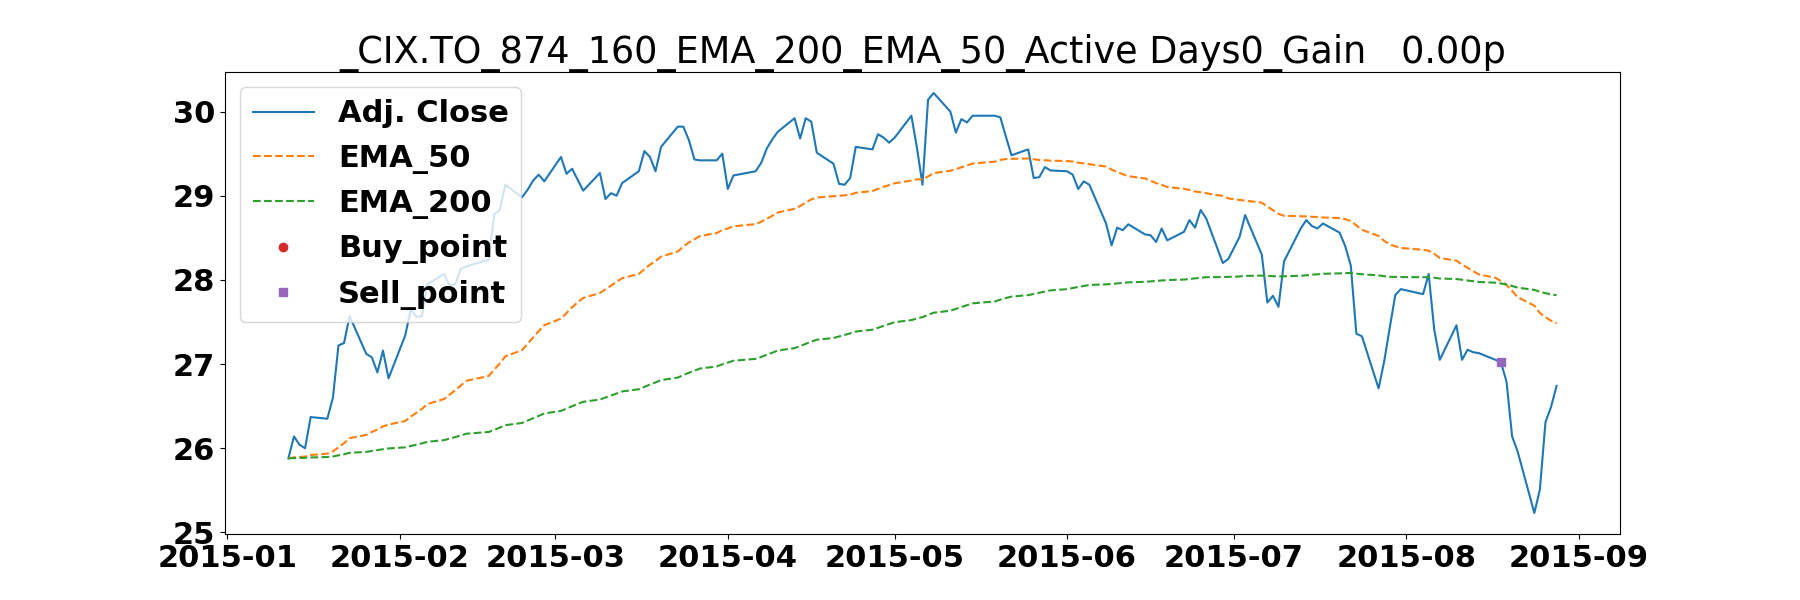 _CIX.TO_874_160_EMA_200_EMA_50_Active Days0_Gain   0.00p
Adj. Close
EMA_50
EMA_200
Buy_point
Sell_point
30
29
28
27
26
25
2015-01 2015-02 2015-03 2015-04 2015-05 2015-06 2015-07 2015-08 2015-09